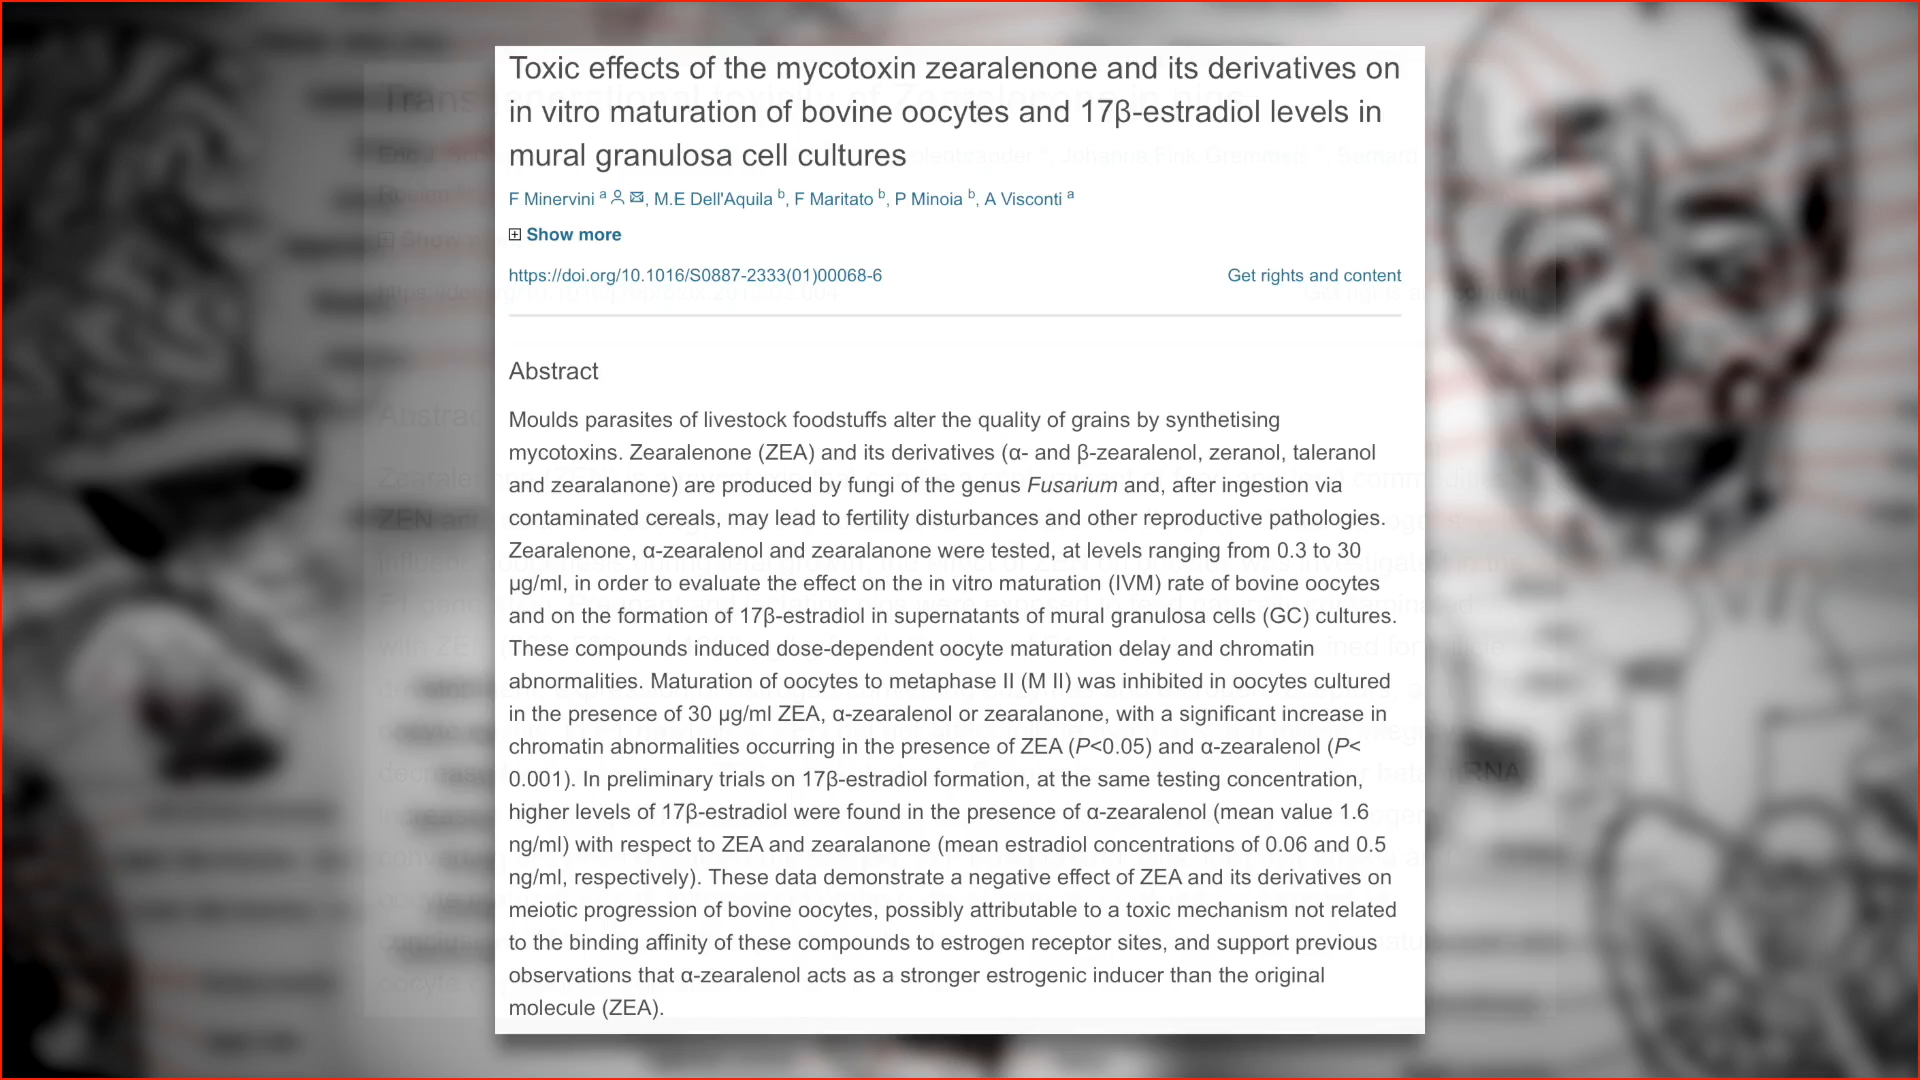 Toxic effects of the mycotoxin zearalenone and its derivatives on
in vitro maturation of bovine oocytes and 17β-estradiol levels in
mural granulosa cell cultures
F Minervini a, M.E Dell'Aquila b, F Maritato b, P Minoia b, A Visconti a
Show more
https://doi.org/10.1016/S0887-2333(01)00068-6 Get rights and content
Abstract
Moulds parasites of livestock foodstuffs alter the quality of grains by synthetising
mycotoxins. Zearalenone (ZEA) and its derivatives (α- and β-zearalenol, zeranol, taleranol
and zearalanone) are produced by fungi of the genus Fusarium and, after ingestion via
contaminated cereals, may lead to fertility disturbances and other reproductive pathologies.
Zearalenone, α-zearalenol and zearalanone were tested, at levels ranging from 0.3 to 30
μg/ml, in order to evaluate the effect on the in vitro maturation (IVM) rate of bovine oocytes
and on the formation of 17β-estradiol in supernatants of mural granulosa cells (GC) cultures.
These compounds induced dose-dependent oocyte maturation delay and chromatin
abnormalities. Maturation of oocytes to metaphase II (M II) was inhibited in oocytes cultured
in the presence of 30 μg/ml ZEA, α-zearalenol or zearalanone, with a significant increase in
chromatin abnormalities occurring in the presence of ZEA (P<0.05) and α-zearalenol (P<
0.001). In preliminary trials on 17β-estradiol formation, at the same testing concentration,
higher levels of 17β-estradiol were found in the presence of α-zearalenol (mean value 1.6
ng/ml) with respect to ZEA and zearalanone (mean estradiol concentrations of 0.06 and 0.5
ng/ml, respectively). These data demonstrate a negative effect of ZEA and its derivatives on
meiotic progression of bovine oocytes, possibly attributable to a toxic mechanism not related
to the binding affinity of these compounds to estrogen receptor sites, and support previous
observations that α-zearalenol acts as a stronger estrogenic inducer than the original
molecule (ZEA).